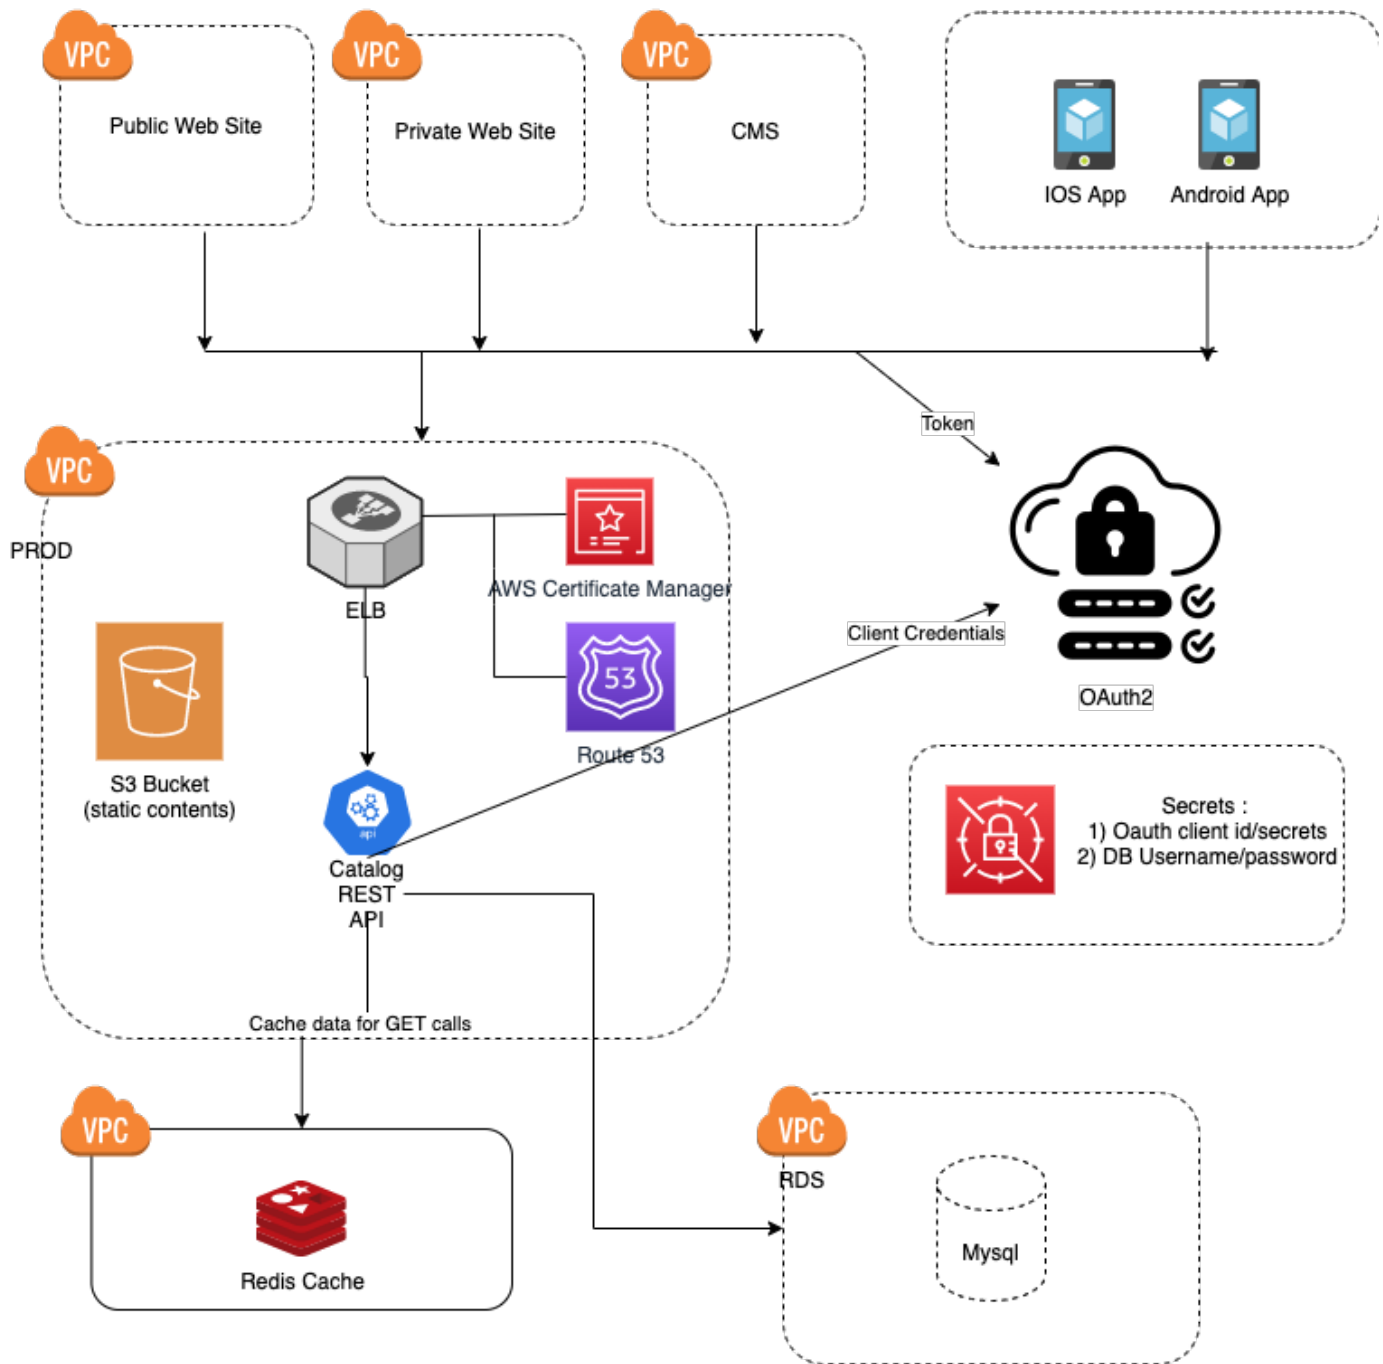 VPC
VPC
VPC
Public Web Site
Private Web Site
CMS
IOS App
Android App
Token
VPC
PROD
ELB
AWS Certificate Manager
Client Credentials
53
OAuth2
Route 53
S3 Bucket
(static contents)
api
Catalog
REST
API
Secrets :
1) Oauth client id/secrets
2) DB Username/password
Cache data for GET calls
VPC
Redis Cache
VPC
RDS
Mysql